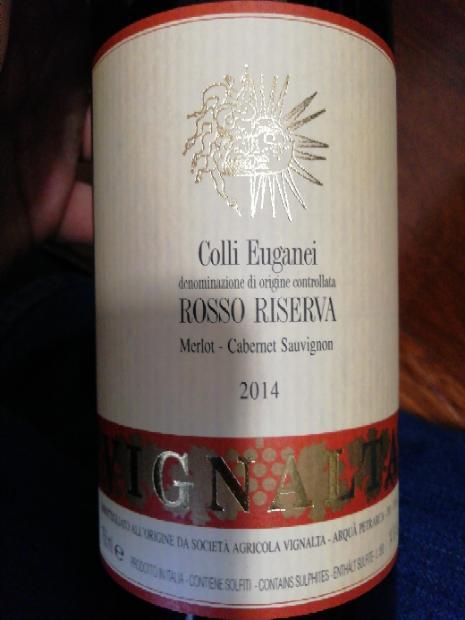 Colli Euganei
denominazione di origine controllata
ROSSO RISERVA
Merlot - Cabernet Sauvignon
2014
VIGNALTA
ALL'ORIGINE DA SOCIETÀ AGRICOLA VIGNALTA - ARQUÀ PETRARCA
PRODOTTO IN ITALIA - CONTIENE SOLFITI - CONTAINS SULPHITES - ENTHÄLT SULFITE